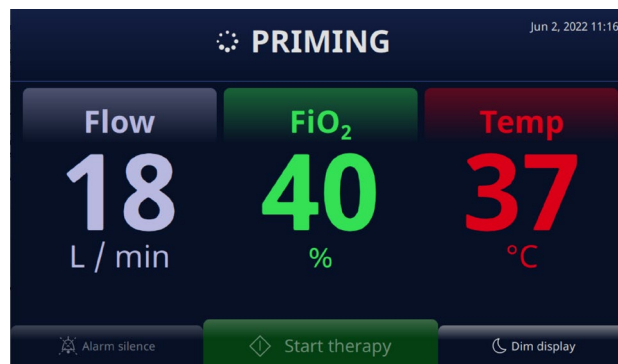 PRIMING
Jun 2, 2022 11:16
Flow
FiO₂
Temp
18
40
37
L / min
%
°C
Alarm silence
Start therapy
Dim display